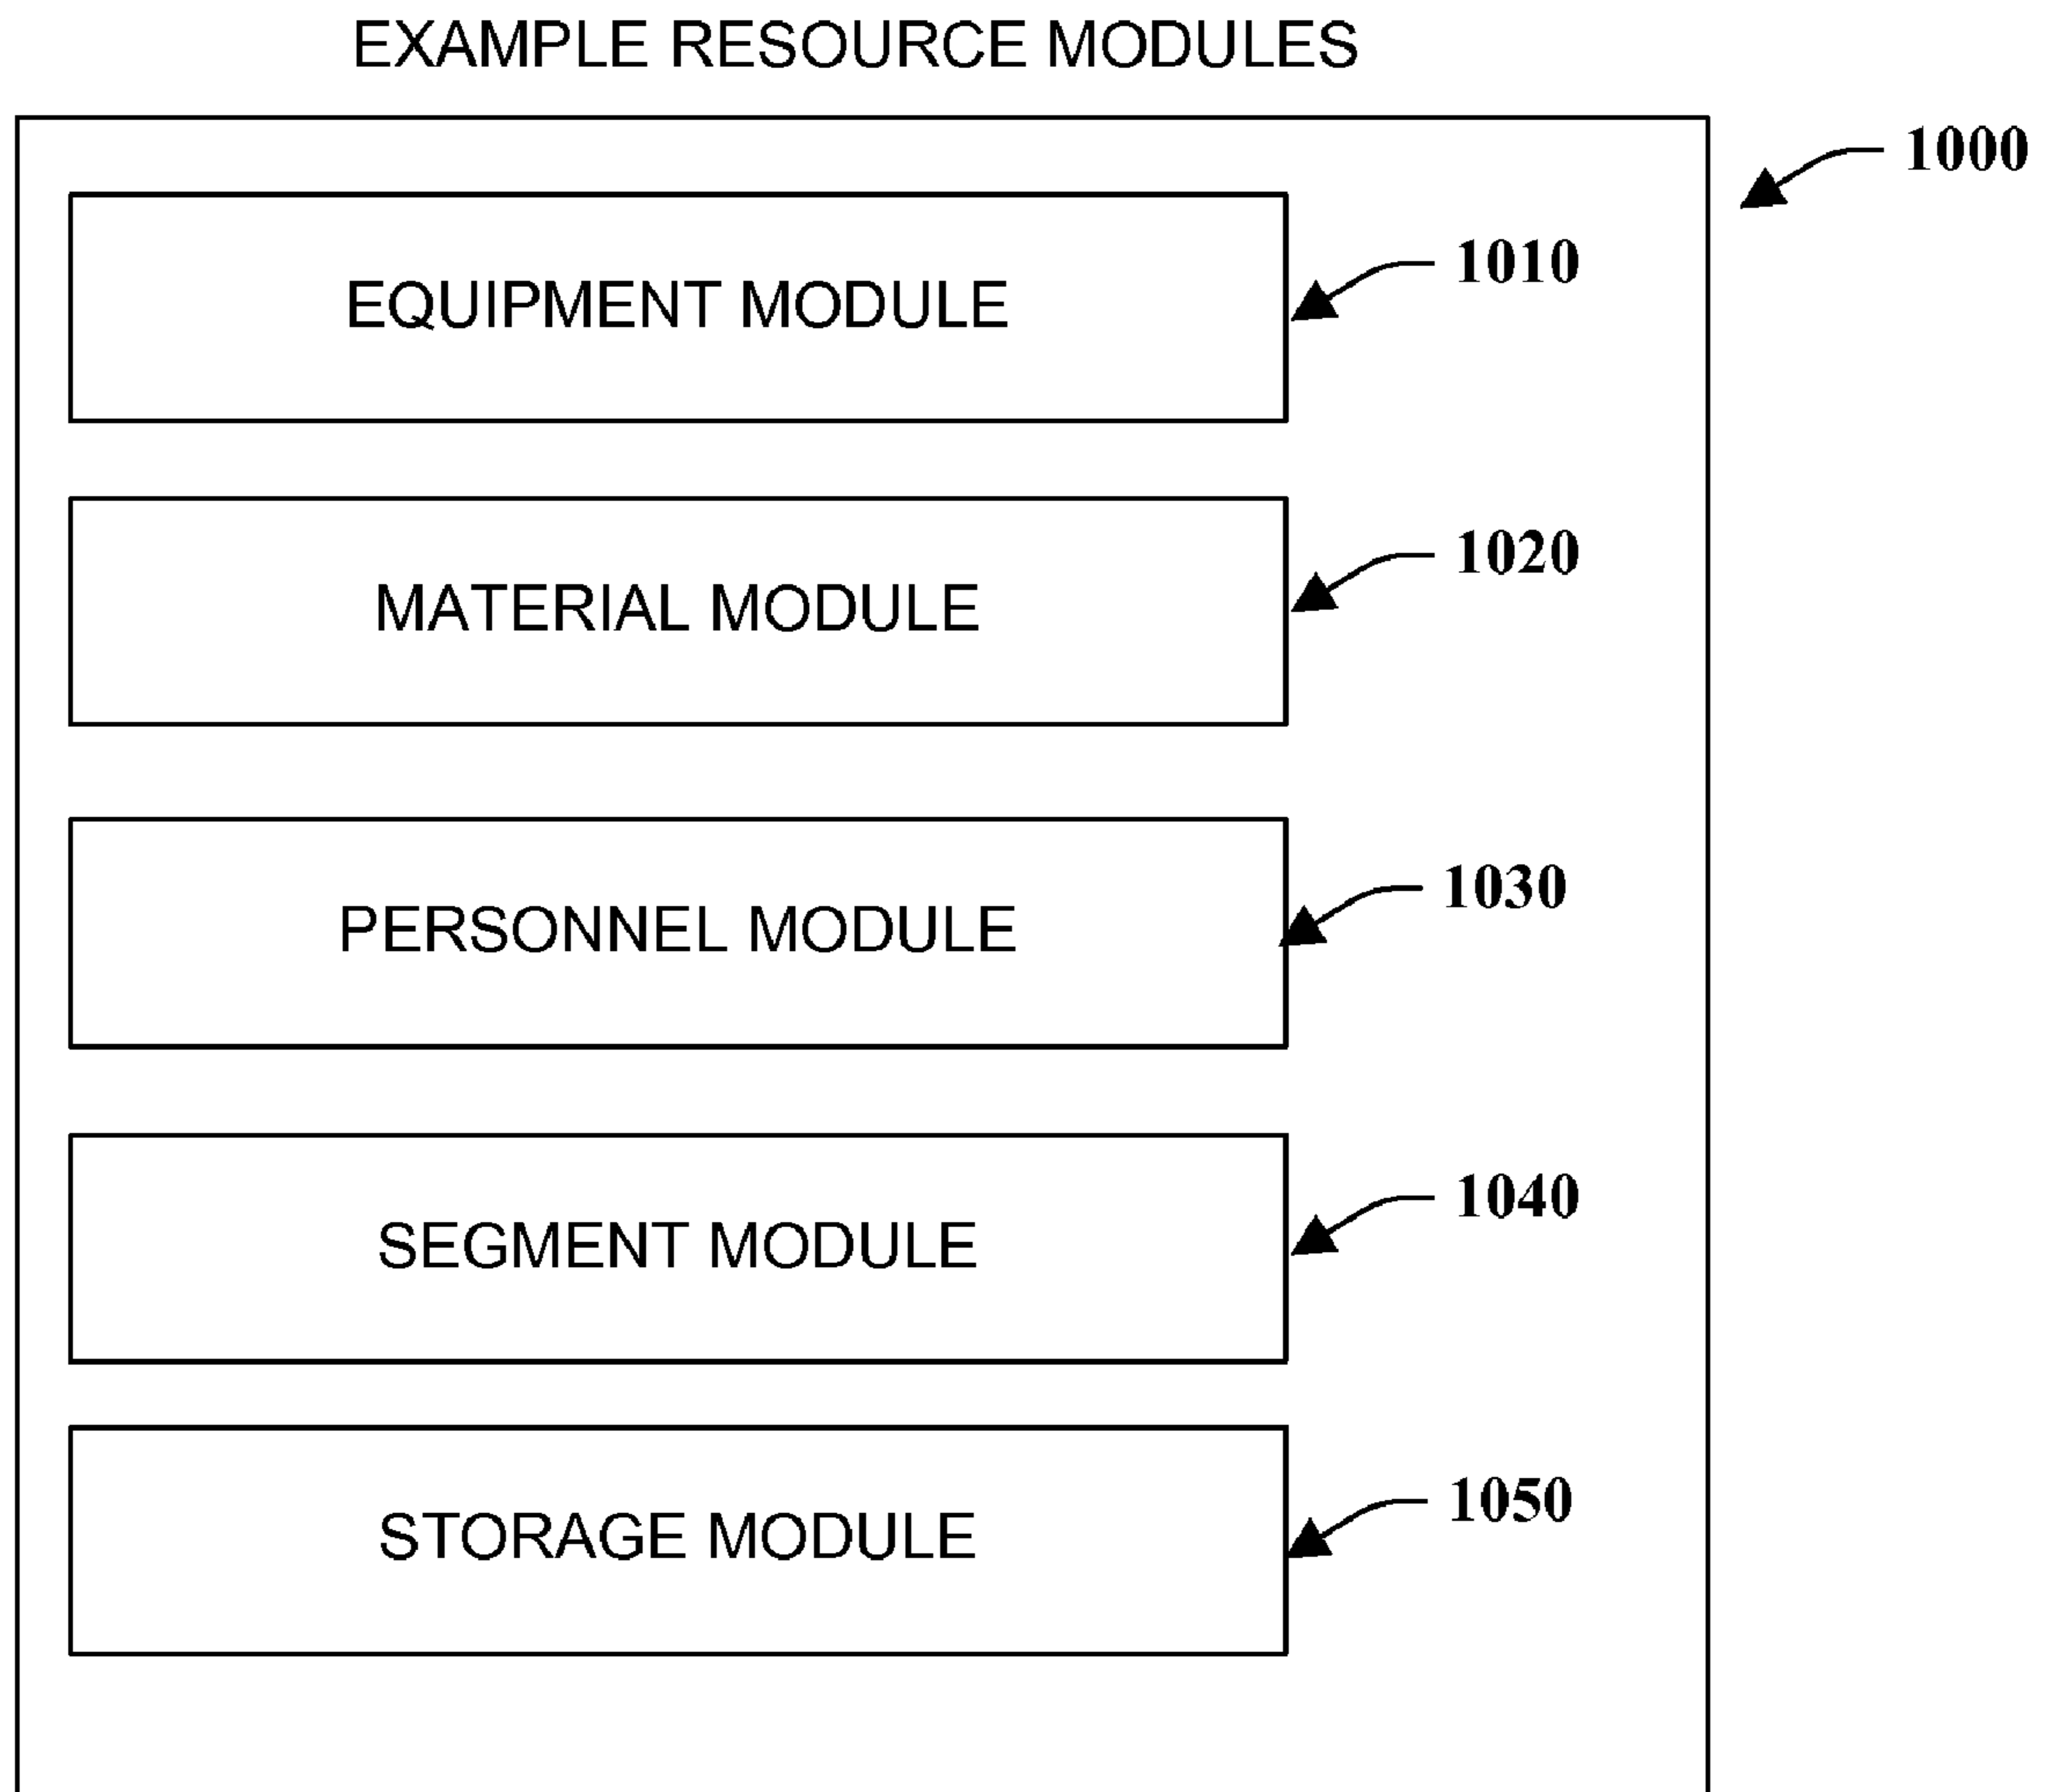 EXAMPLE RESOURCE MODULES
1000
EQUIPMENT MODULE
1010
MATERIAL MODULE
1020
PERSONNEL MODULE
1030
SEGMENT MODULE
1040
STORAGE MODULE
1050